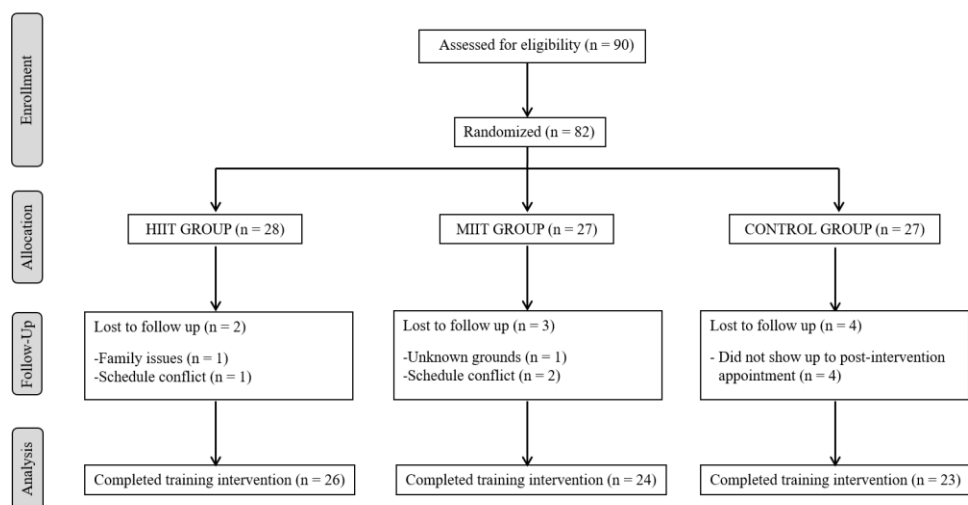 Enrollment
Assessed for eligibility (n = 90)
Randomized (n = 82)
Allocation
HIIT GROUP (n = 28)
MIIT GROUP (n = 27)
CONTROL GROUP (n = 27)
Follow-Up
Lost to follow up (n = 2)
-Family issues (n = 1)
-Schedule conflict (n = 1)
Lost to follow up (n = 3)
-Unknown grounds (n = 1)
-Schedule conflict (n = 2)
Lost to follow up (n = 4)
- Did not show up to post-intervention
appointment (n = 4)
Analysis
Completed training intervention (n = 26)
Completed training intervention (n = 24)
Completed training intervention (n = 23)